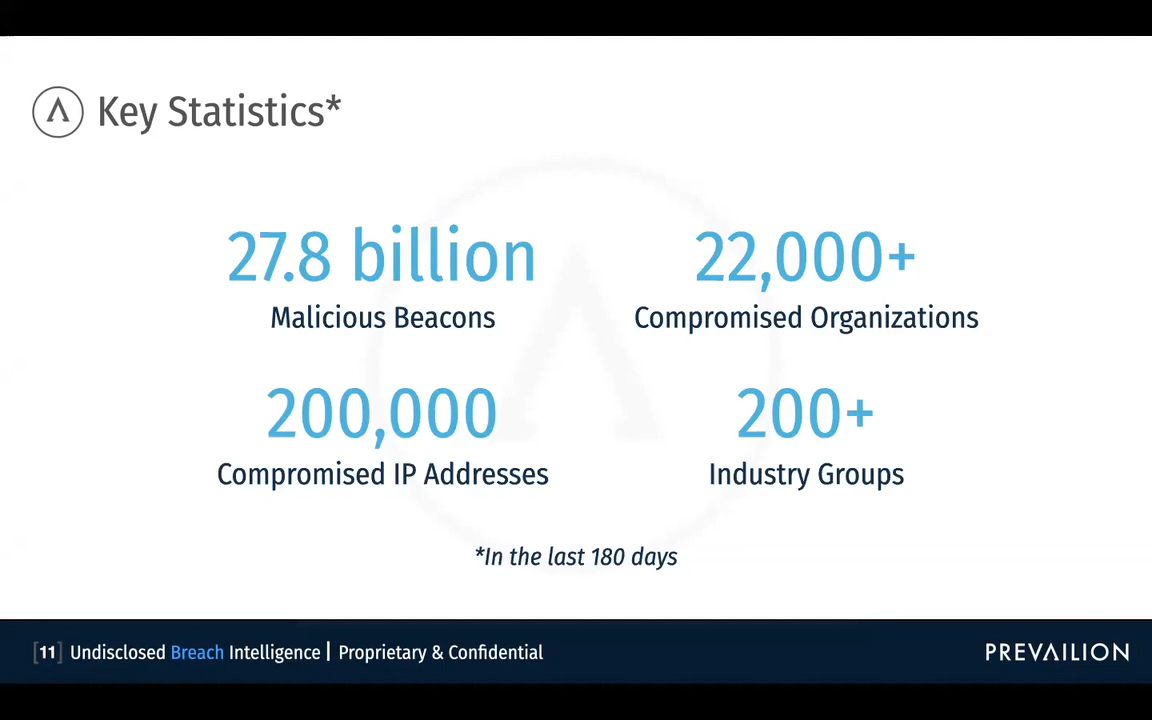 Key Statistics*
27.8 billion
Malicious Beacons
22,000+
Compromised Organizations
200,000
Compromised IP Addresses
200+
Industry Groups
*In the last 180 days
[11] Undisclosed Breach Intelligence | Proprietary & Confidential
PREVAILION